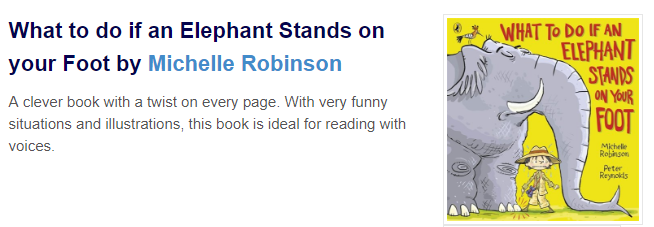 What to do if an Elephant Stands on
your Foot by Michelle Robinson
A clever book with a twist on every page. With very funny
situations and illustrations, this book is ideal for reading with
voices.
WHAT TO DO IF AN
ELEPHANT
STANDS
ON YOUR
FOOT
Michelle
Robinson
Peter
Reynolds